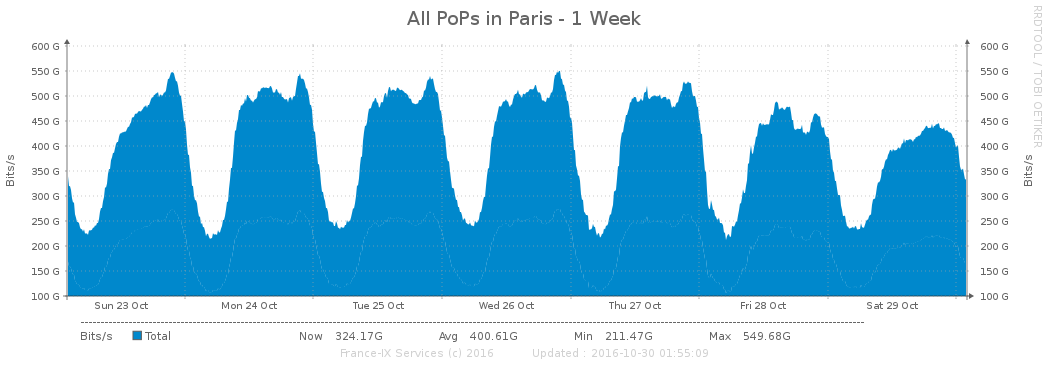 All PoPs in Paris - 1 Week
RRDTOOL / TOBI OETIKER
600 G 600 G
550 G 550 G
500 G 500 G
450 G 450 G
400 G 400 G
350 G 350 G
300 G 300 G
250 G 250 G
200 G 200 G
150 G 150 G
100 G 100 G
Bits/s Bits/s
Sun 23 Oct Mon 24 Oct Tue 25 Oct Wed 26 Oct Thu 27 Oct Fri 28 Oct Sat 29 Oct
Bits/s Total Now 324.17G Avg 400.61G Min 211.47G Max 549.68G
France-IX Services (c) 2016 Updated : 2016-10-30 01:55:09